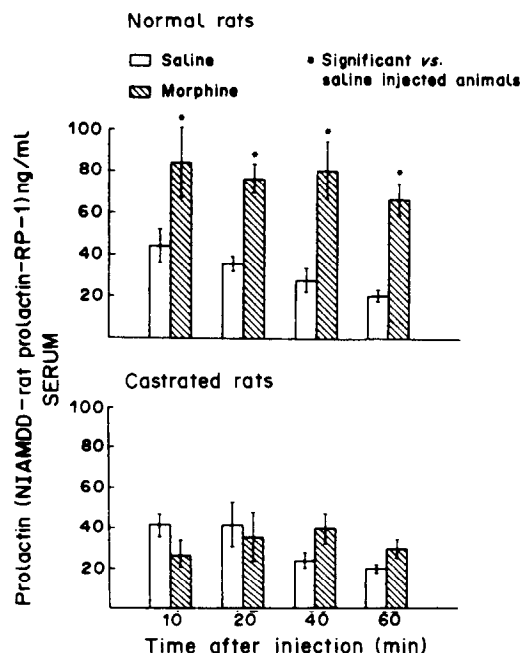 Normal rats
Saline
Morphine
* Significant vs.
saline injected animals
Prolactin (NIAMDD-rat prolactin-RP-1) ng/ml
SERUM
100
80
60
40
20
Castrated rats
100
80
60
40
20
10 20 40 60
Time after injection (min)